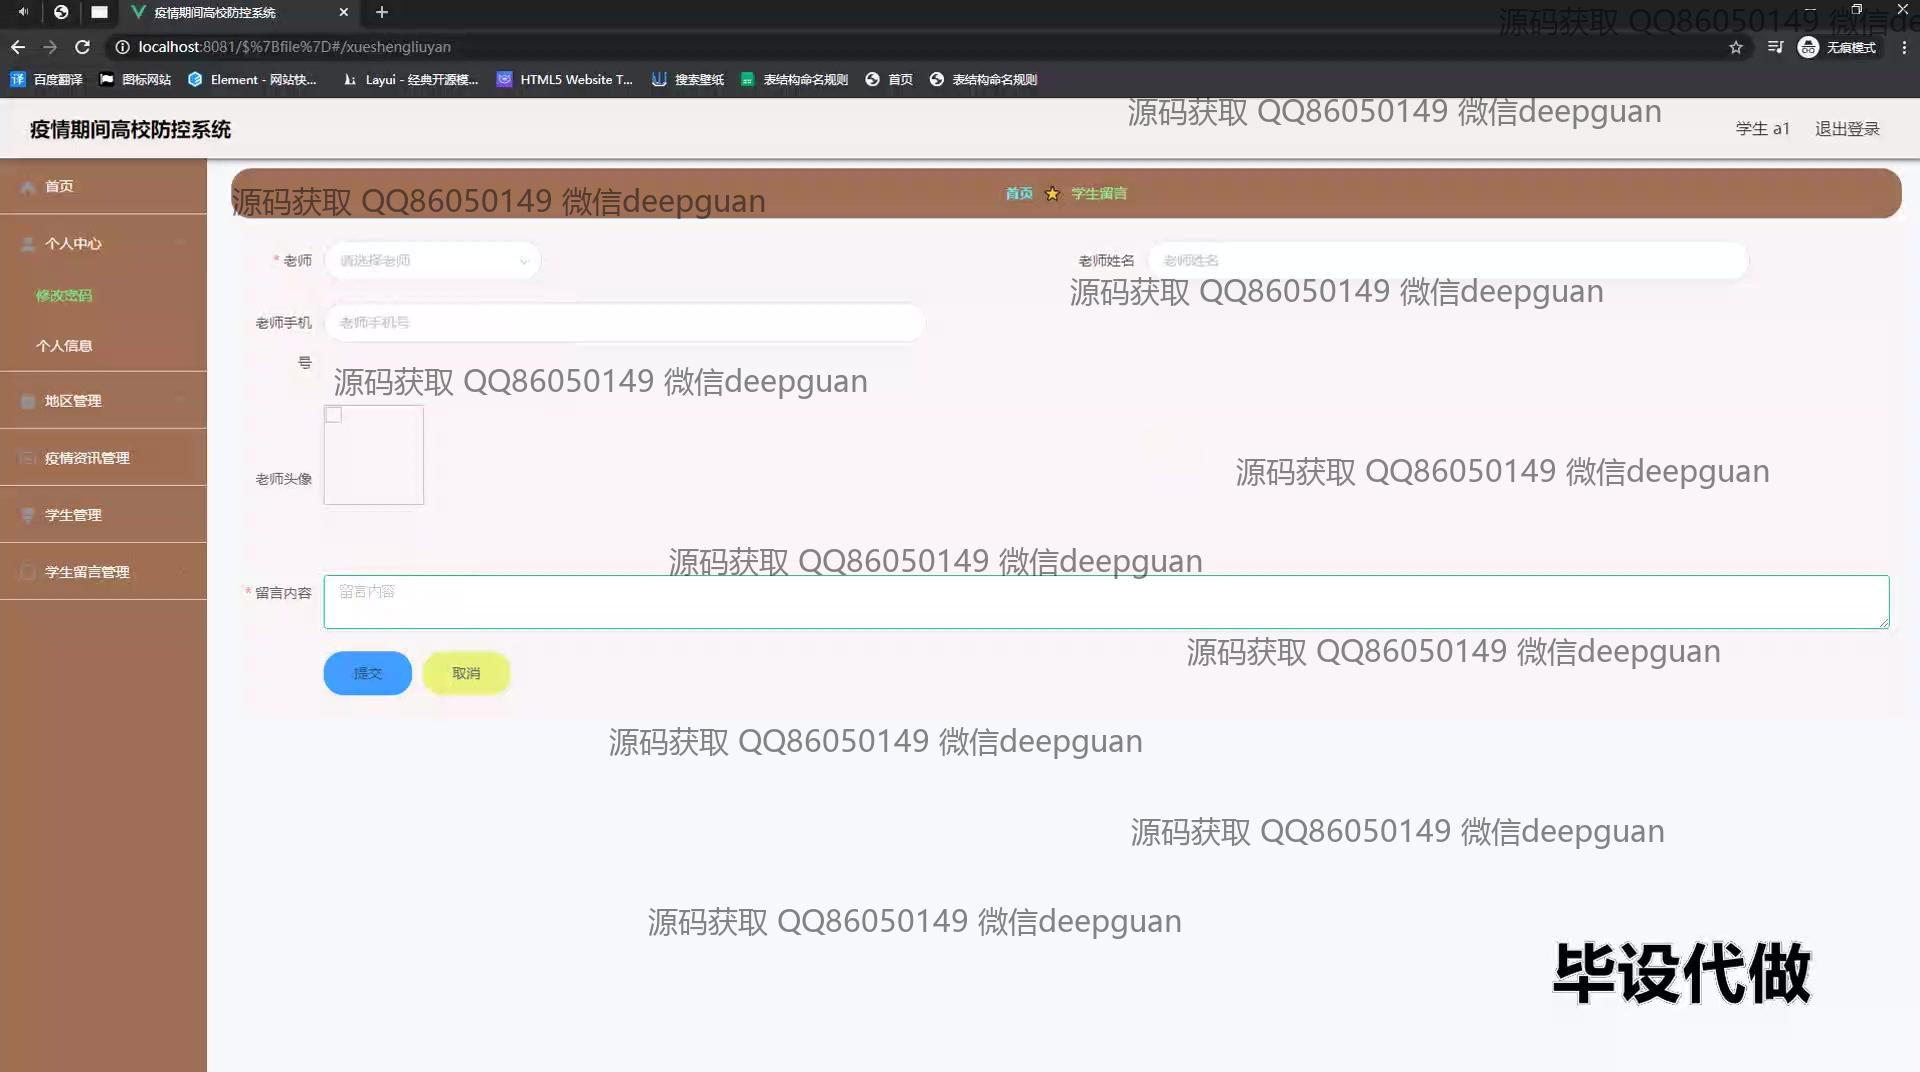 疫情期间高校防控系统
localhost:8081/$%7Bfile%7D#/xueshengliuyan
无痕模式
百度翻译 图标网站 Element - 网站快... Layui - 经典开源模... HTML5 Website T... 搜索壁纸 表结构命名规则 首页 表结构命名规则
源码获取 QQ86050149 微信de
源码获取 QQ86050149 微信deepguan
疫情期间高校防控系统
学生 a1 退出登录
首页
个人中心
修改密码
个人信息
地区管理
疫情资讯管理
学生管理
学生留言管理
源码获取 QQ86050149 微信deepguan
首页 学生留言
* 老师 请选择老师
老师姓名 老师姓名
源码获取 QQ86050149 微信deepguan
老师手机号 老师手机号
源码获取 QQ86050149 微信deepguan
老师头像
源码获取 QQ86050149 微信deepguan
源码获取 QQ86050149 微信deepguan
* 留言内容 留言内容
源码获取 QQ86050149 微信deepguan
提交 取消
源码获取 QQ86050149 微信deepguan
源码获取 QQ86050149 微信deepguan
源码获取 QQ86050149 微信deepguan
毕设代做